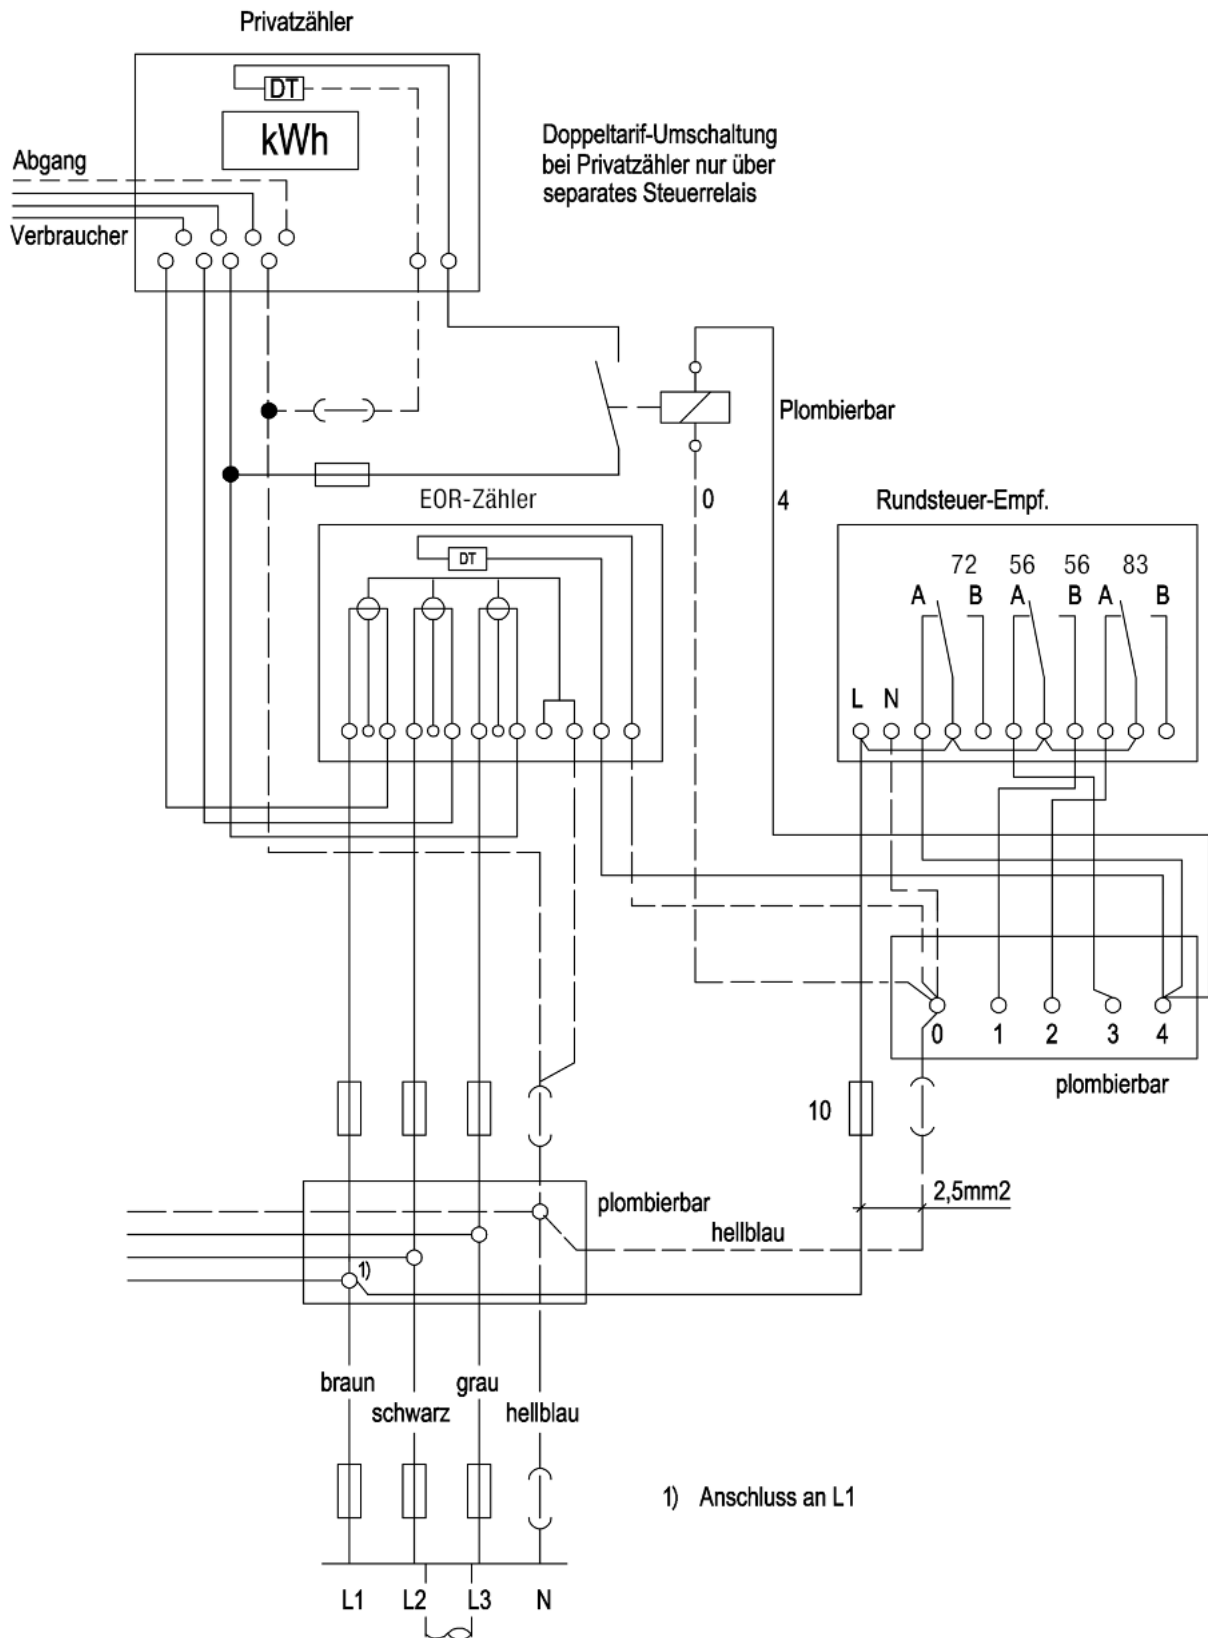 Privatzähler
DT
kWh
Doppeltarif-Umschaltung
bei Privatzähler nur über
separates Steuerrelais
Abgang
Verbraucher
Plombierbar
EOR-Zähler
0
4
Rundsteuer-Empf.
DT
72 56 56 83
A B A B A B
L N
0 1 2 3 4
plombierbar
10
2,5mm2
plombierbar
hellblau
1)
braun
grau
schwarz
hellblau
1) Anschluss an L1
L1 L2 L3 N